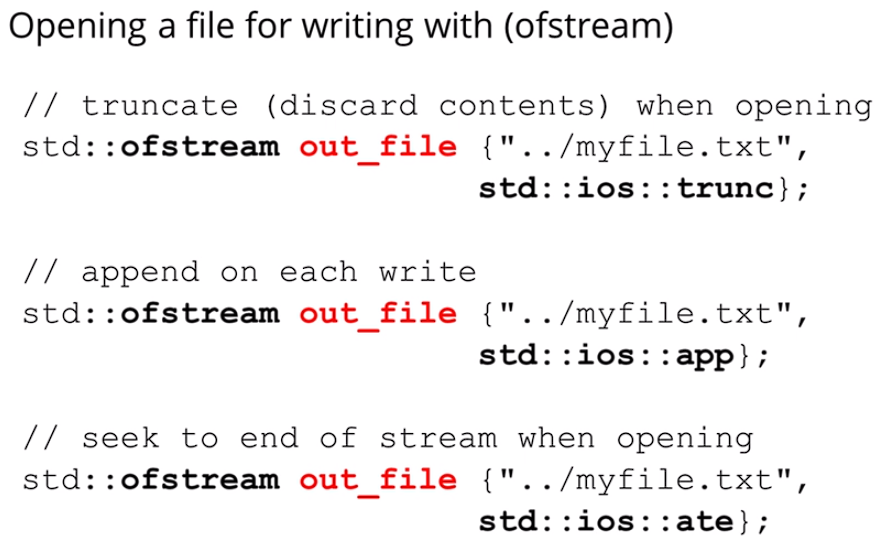 Opening a file for writing with (ofstream)
// truncate (discard contents) when opening
std::ofstream out_file {"../myfile.txt",
std::ios::trunc};
// append on each write
std::ofstream out_file {"../myfile.txt",
std::ios::app};
// seek to end of stream when opening
std::ofstream out_file {"../myfile.txt",
std::ios::ate};